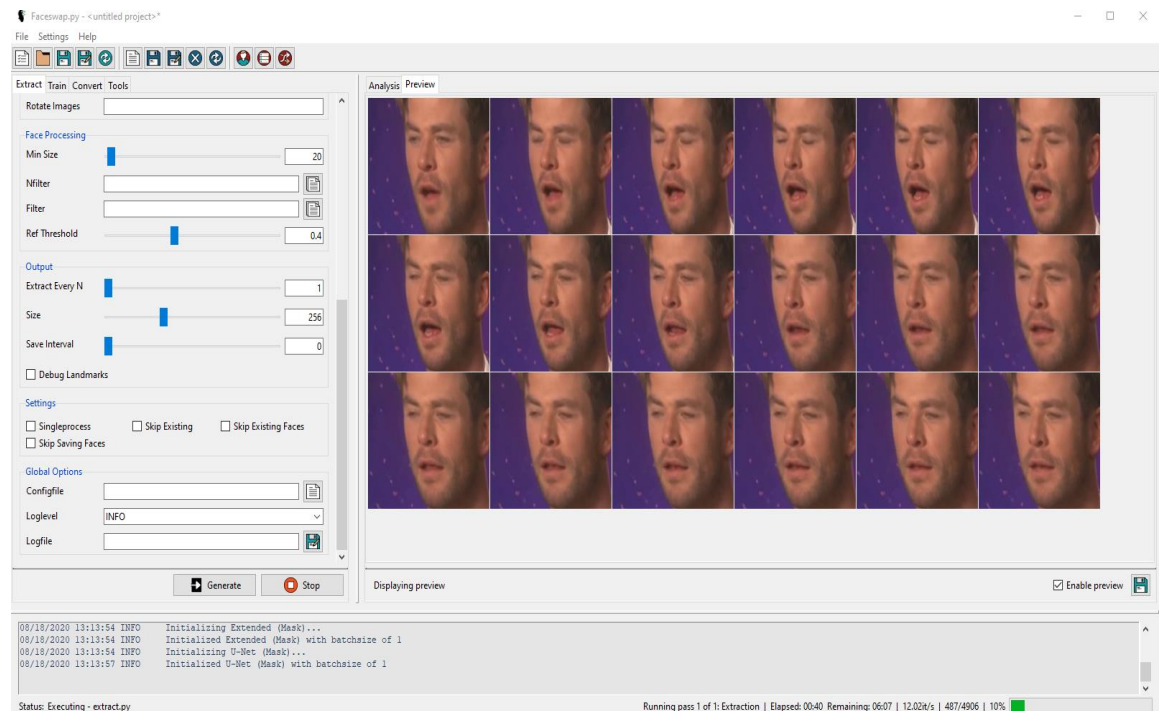 Faceswap.py - <untitled project>*
File Settings Help
Extract Train Convert Tools
Rotate Images
Face Processing
Min Size 20
Nfilter
Filter
Ref Threshold 0.4
Output
Extract Every N 1
Size 256
Save Interval 0
Debug Landmarks
Settings
Singleprocess Skip Existing Skip Existing Faces
Skip Saving Faces
Global Options
Configfile
Loglevel INFO
Logfile
Generate Stop
Analysis Preview
Displaying preview Enable preview
08/18/2020 13:13:54 INFO Initializing Extended (Mask)...
08/18/2020 13:13:54 INFO Initialized Extended (Mask) with batchsize of 1
08/18/2020 13:13:54 INFO Initializing U-Net (Mask)...
08/18/2020 13:13:57 INFO Initialized U-Net (Mask) with batchsize of 1
Status: Executing - extract.py Running pass 1 of 1: Extraction | Elapsed: 00:40 Remaining: 06:07 | 12.02it/s | 487/4906 | 10%